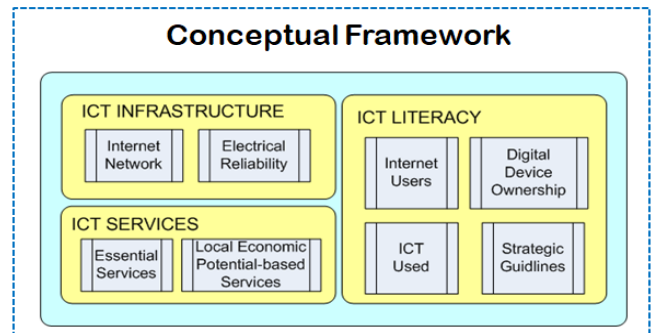 Conceptual Framework
ICT INFRASTRUCTURE
Internet
Network
Electrical
Reliability
ICT SERVICES
Essential
Services
Local Economic
Potential-based
Services
ICT LITERACY
Internet
Users
Digital
Device
Ownership
ICT
Used
Strategic
Guidlines